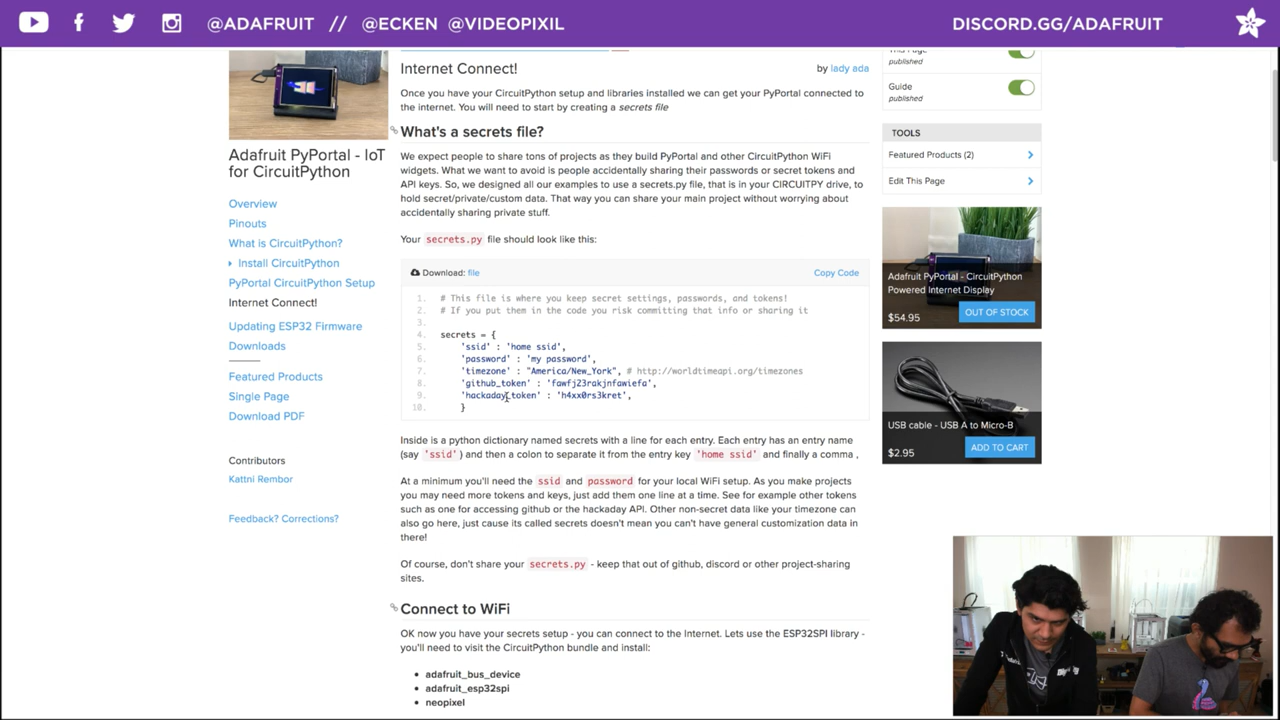 @ADAFRUIT // @ECKEN @VIDEOPIXIL
DISCORD.GG/ADAFRUIT
Adafruit PyPortal - IoT
for CircuitPython
Overview
Pinouts
What is CircuitPython?
Install CircuitPython
PyPortal CircuitPython Setup
Internet Connect!
Updating ESP32 Firmware
Downloads
Featured Products
Single Page
Download PDF
Contributors
Kattni Rembor
Feedback? Corrections?
Internet Connect!
by lady ada
Once you have your CircuitPython setup and libraries installed we can get your PyPortal connected to
the internet. You will need to start by creating a secrets file
What's a secrets file?
We expect people to share tons of projects as they build PyPortal and other CircuitPython WiFi
widgets. What we want to avoid is people accidentally sharing their passwords or secret tokens and
API keys. So, we designed all our examples to use a secrets.py file, that is in your CIRCUITPY drive, to
hold secret/private/custom data. That way you can share your main project without worrying about
accidentally sharing private stuff.
Your secrets.py file should look like this:
Download: file
Copy Code
1. # This file is where you keep secret settings, passwords, and tokens!
2. # If you put them in the code you risk committing that info or sharing it
3.
4. secrets = {
5. 'ssid' : 'home ssid',
6. 'password' : 'my password',
7. 'timezone' : "America/New_York", # http://worldtimeapi.org/timezones
8. 'github_token' : 'fawfj23rakjnfawiefa',
9. 'hackaday_token' : 'h4xx0rs3kret',
10. }
Inside is a python dictionary named secrets with a line for each entry. Each entry has an entry name
(say 'ssid' ) and then a colon to separate it from the entry key 'home ssid' and finally a comma ,
At a minimum you'll need the ssid and password for your local WiFi setup. As you make projects
you may need more tokens and keys, just add them one line at a time. See for example other tokens
such as one for accessing github or the hackaday API. Other non-secret data like your timezone can
also go here, just cause its called secrets doesn't mean you can't have general customization data in
there!
Of course, don't share your secrets.py - keep that out of github, discord or other project-sharing
sites.
Connect to WiFi
OK now you have your secrets setup - you can connect to the Internet. Lets use the ESP32SPI library -
you'll need to visit the CircuitPython bundle and install:
adafruit_bus_device
adafruit_esp32spi
neopixel
published
Guide
published
TOOLS
Featured Products (2)
Edit This Page
Adafruit PyPortal - CircuitPython
Powered Internet Display
$54.95
OUT OF STOCK
USB cable - USB A to Micro-B
$2.95
ADD TO CART